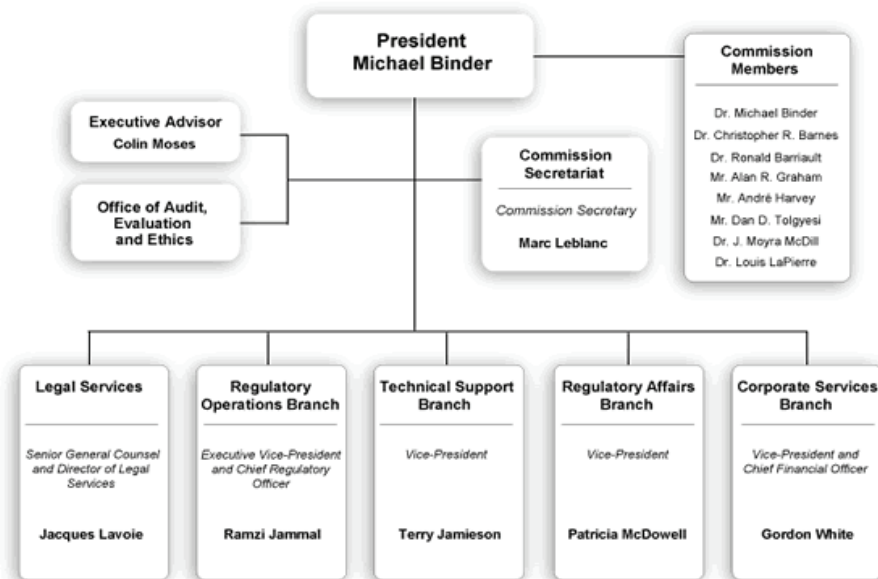 President
Michael Binder
Commission
Members
Dr. Michael Binder
Dr. Christopher R. Barnes
Dr. Ronald Barriault
Mr. Alan R. Graham
Mr. André Harvey
Mr. Dan D. Tolgyesi
Dr. J. Moyra McDill
Dr. Louis LaPierre
Executive Advisor
Colin Moses
Office of Audit,
Evaluation
and Ethics
Commission
Secretariat
Commission Secretary
Marc Leblanc
Legal Services
Senior General Counsel
and Director of Legal
Services
Jacques Lavoie
Regulatory
Operations Branch
Executive Vice-President
and Chief Regulatory
Officer
Ramzi Jammal
Technical Support
Branch
Vice-President
Terry Jamieson
Regulatory Affairs
Branch
Vice-President
Patricia McDowell
Corporate Services
Branch
Vice-President and
Chief Financial Officer
Gordon White